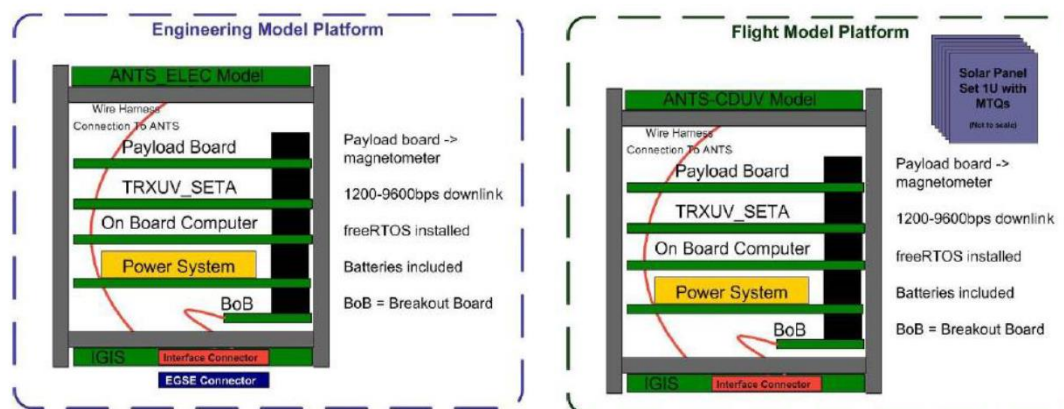 Engineering Model Platform
ANTS_ELEC Model
Wire Harness
Connection To ANTS
Payload Board
TRXUV_SETA
On Board Computer
Power System
BoB
IGIS
Interface Connector
EGSE Connector
Payload board ->
magnetometer
1200-9600bps downlink
freeRTOS installed
Batteries included
BoB = Breakout Board
Flight Model Platform
Solar Panel
Set 1U with
MTQs
(Not to scale)
ANTS-CDUV Model
Wire Harness
Connection To ANTS
Payload Board
TRXUV_SETA
On Board Computer
Power System
BoB
IGIS
Interface Connector
Payload board ->
magnetometer
1200-9600bps downlink
freeRTOS installed
Batteries included
BoB = Breakout Board